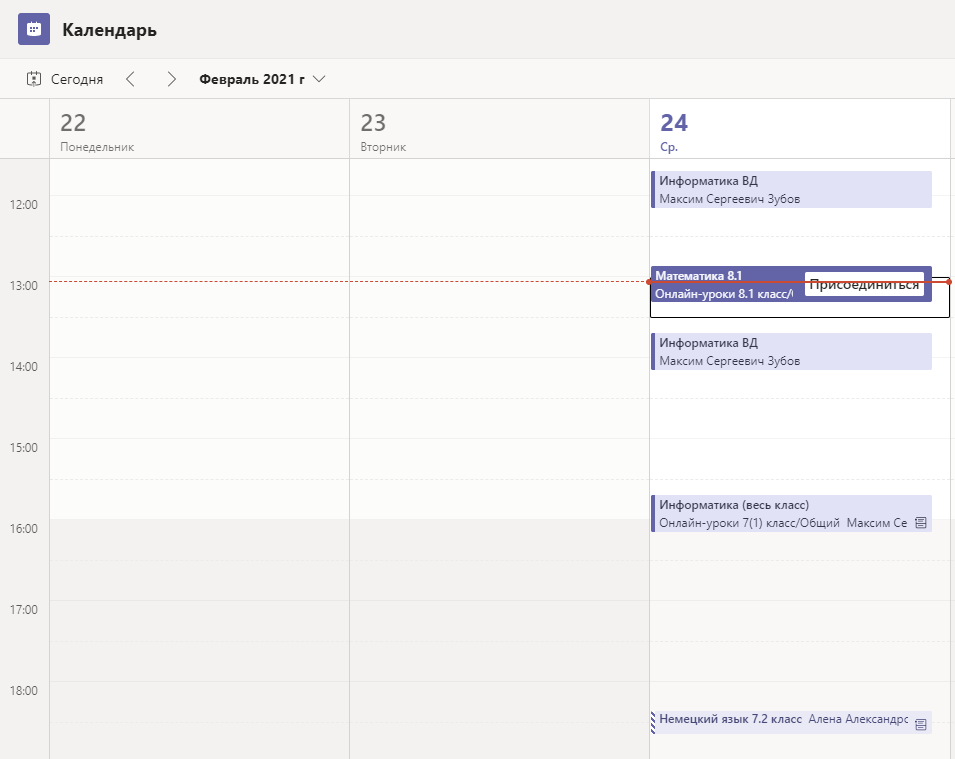 Календарь
Сегодня
Февраль 2021 г
22
Понедельник
23
Вторник
24
Ср.
12:00
13:00
14:00
15:00
16:00
17:00
18:00
Информатика ВД
Максим Сергеевич Зубов
Математика 8.1
Онлайн-уроки 8.1 класс/
Присоединиться
Информатика ВД
Максим Сергеевич Зубов
Информатика (весь класс)
Онлайн-уроки 7(1) класс/Общий Максим Се
Немецкий язык 7.2 класс Алена Александрс